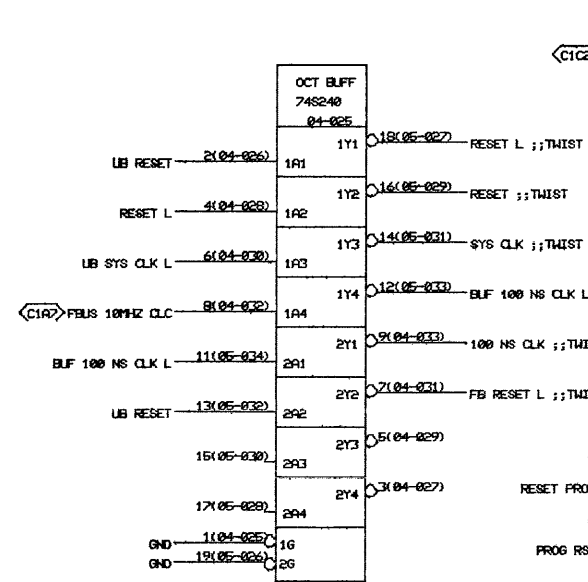 C1C2
OCT BUFF
74S240
04-025
UB RESET 2(04-026) 1A1 1Y1 18(05-027) RESET L ;;TWIST
RESET L 4(04-028) 1A2 1Y2 16(05-029) RESET ;;TWIST
UB SYS CLK L 6(04-030) 1A3 1Y3 14(05-031) SYS CLK ;;TWIST
C1A7 FBUS 10MHZ CLC 8(04-032) 1A4 1Y4 12(05-033) BUF 100 NS CLK L
BUF 100 NS CLK L 11(05-034) 2A1 2Y1 9(04-033) 100 NS CLK ;;TWI
UB RESET 13(05-032) 2A2 2Y2 7(04-031) FB RESET L ;;TWI
15(05-030) 2A3 2Y3 5(04-029)
17(05-028) 2A4 2Y4 3(04-027) RESET PRO
GND 1(04-025) 1G
GND 19(05-026) 2G PROG RS